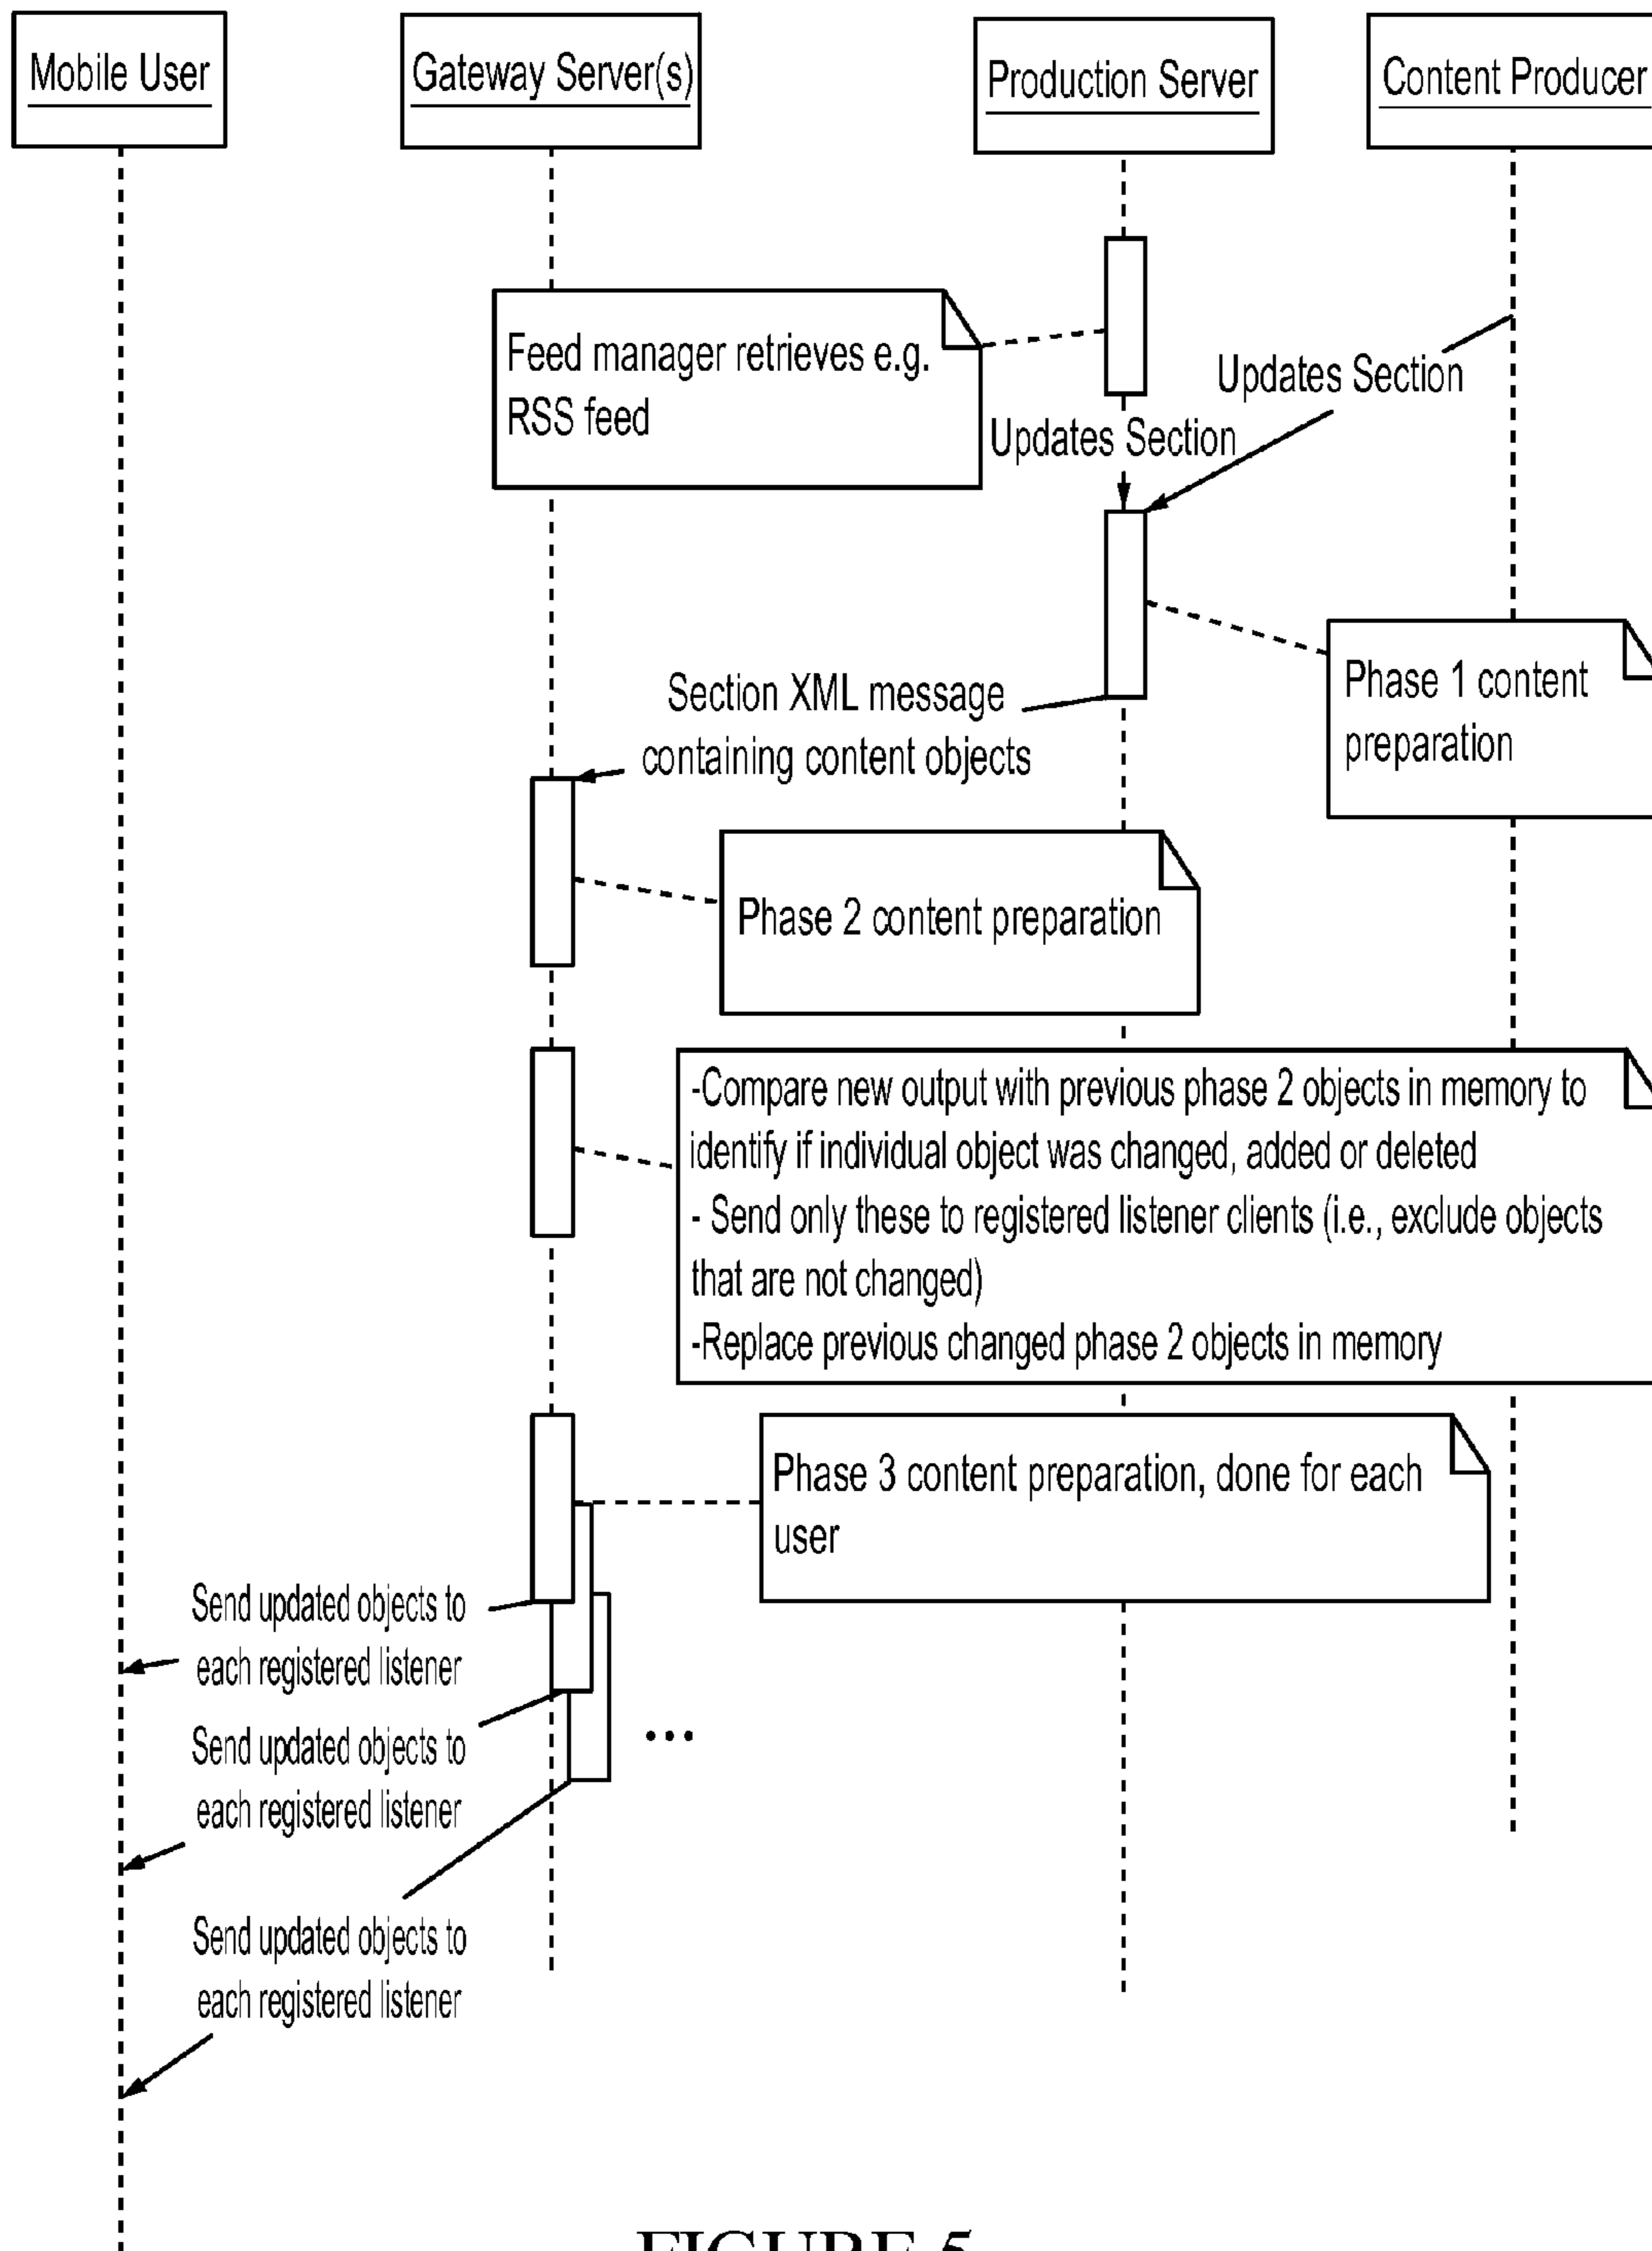 Mobile User
Gateway Server(s)
Production Server
Content Producer
Feed manager retrieves e.g.
RSS feed
Updates Section
Updates Section
Phase 1 content
preparation
Section XML message
containing content objects
Phase 2 content preparation
-Compare new output with previous phase 2 objects in memory to
identify if individual object was changed, added or deleted
- Send only these to registered listener clients (i.e., exclude objects
that are not changed)
-Replace previous changed phase 2 objects in memory
Phase 3 content preparation, done for each
user
Send updated objects to
each registered listener
Send updated objects to
each registered listener
...
Send updated objects to
each registered listener
FIGURE 5